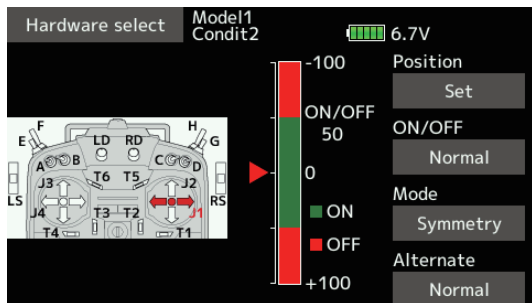 Hardware select
Model1
Condit2
6.7V
-100
ON/OFF
50
0
ON
OFF
+100
Position
Set
ON/OFF
Normal
Mode
Symmetry
Alternate
Normal
F
H
E
LD RD
G
A B
C D
T6 T5
J3
J2
LS
J4
T3 T2
J1
RS
T4
T1